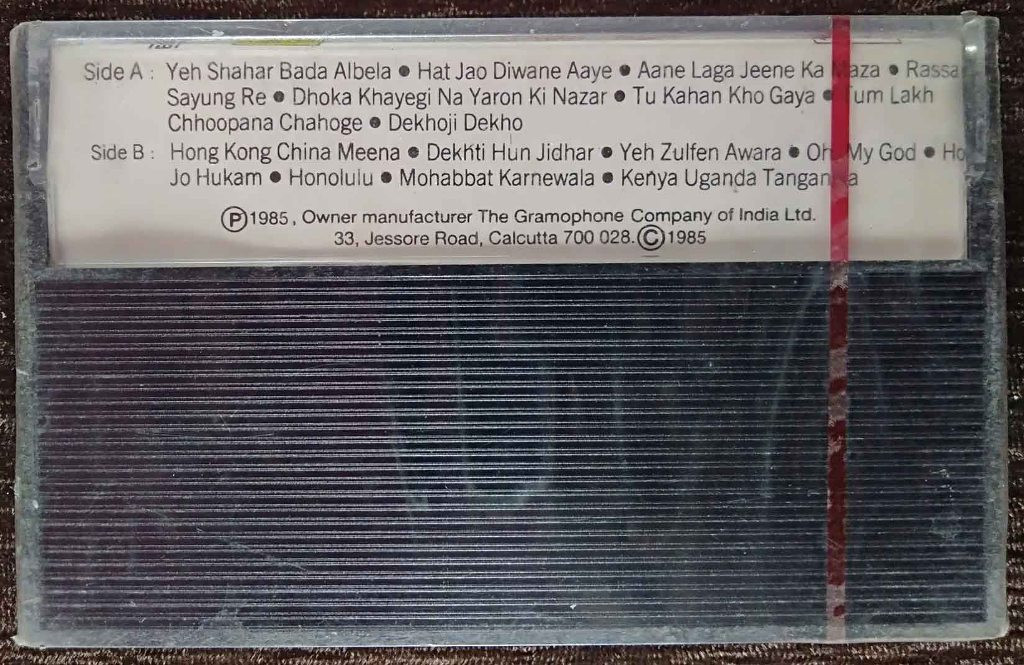 Side A : Yeh Shahar Bada Albela ● Hat Jao Diwane Aaye ● Aane Laga Jeene Ka Maza ●
Sayung Re ● Dhoka Khayegi Na Yaron Ki Nazar ● Tu Kahan Kho Gaya ● Tum Lakh
Chhoopana Chahoge ● Dekhoji Dekho
Side B : Hong Kong China Meena ● Dekhti Hun Jidhar ● Yeh Zulfen Awara ● Oh My God ●
Jo Hukam ● Honolulu ● Mohabbat Karnewala ● Kenya Uganda
Ⓟ1985, Owner manufacturer The Gramophone Company of India Ltd.
33, Jessore Road, Calcutta 700 028.©1985